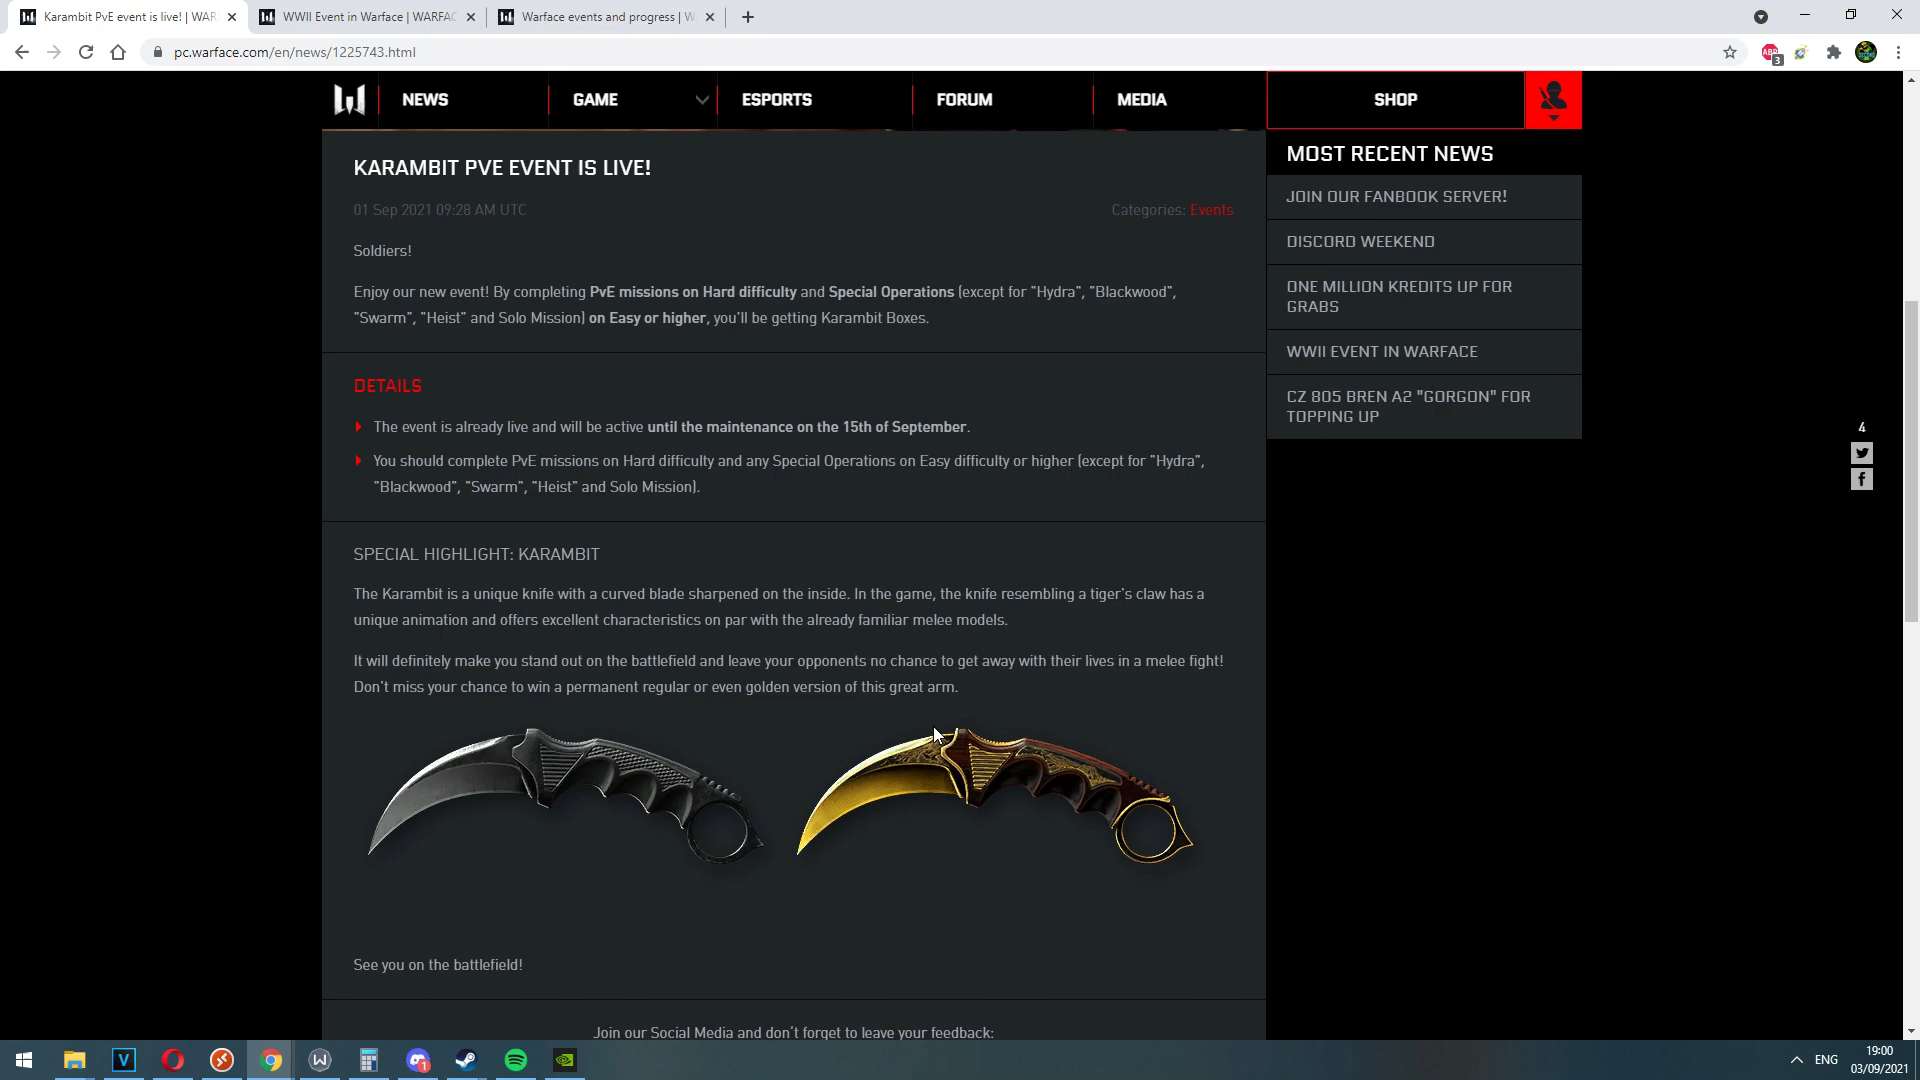 Karambit PvE event is live! | WAR
WWII Event in Warface | WARFAC
Warface events and progress | W
pc.warface.com/en/news/1225743.html
ABP
3
NEWS
GAME
ESPORTS
FORUM
MEDIA
SHOP
KARAMBIT PVE EVENT IS LIVE!
01 Sep 2021 09:28 AM UTC
Categories: Events
Soldiers!
Enjoy our new event! By completing PvE missions on Hard difficulty and Special Operations (except for "Hydra", "Blackwood",
"Swarm", "Heist" and Solo Mission) on Easy or higher, you'll be getting Karambit Boxes.
DETAILS
The event is already live and will be active until the maintenance on the 15th of September.
You should complete PvE missions on Hard difficulty and any Special Operations on Easy difficulty or higher (except for "Hydra",
"Blackwood", "Swarm", "Heist" and Solo Mission).
SPECIAL HIGHLIGHT: KARAMBIT
The Karambit is a unique knife with a curved blade sharpened on the inside. In the game, the knife resembling a tiger's claw has a
unique animation and offers excellent characteristics on par with the already familiar melee models.
It will definitely make you stand out on the battlefield and leave your opponents no chance to get away with their lives in a melee fight!
Don't miss your chance to win a permanent regular or even golden version of this great arm.
See you on the battlefield!
Join our Social Media and don't forget to leave your feedback:
MOST RECENT NEWS
JOIN OUR FANBOOK SERVER!
DISCORD WEEKEND
ONE MILLION KREDITS UP FOR
GRABS
WWII EVENT IN WARFACE
CZ 805 BREN A2 "GORGON" FOR
TOPPING UP
4
V
1
ENG
19:00
03/09/2021